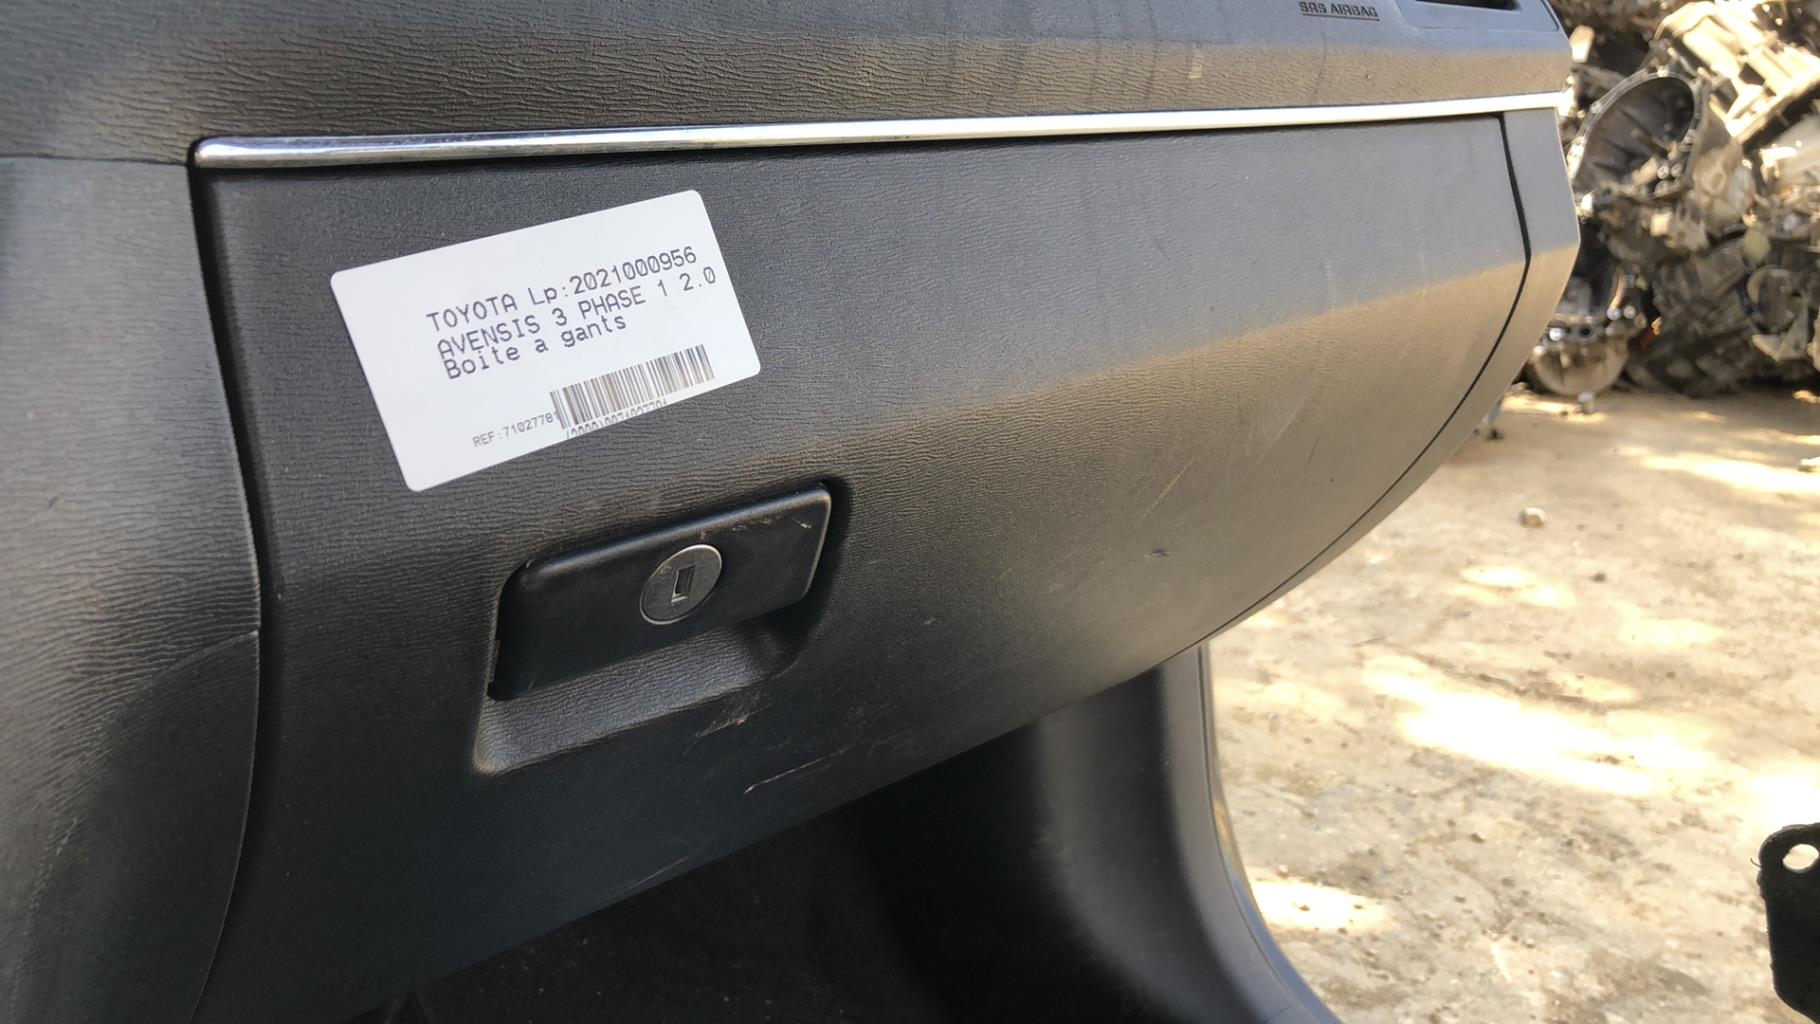 SRS AIRBAG
TOYOTA Lp:2021000956
AVENSIS 3 PHASE 1 2.0
Boite a gants
REF:71027781